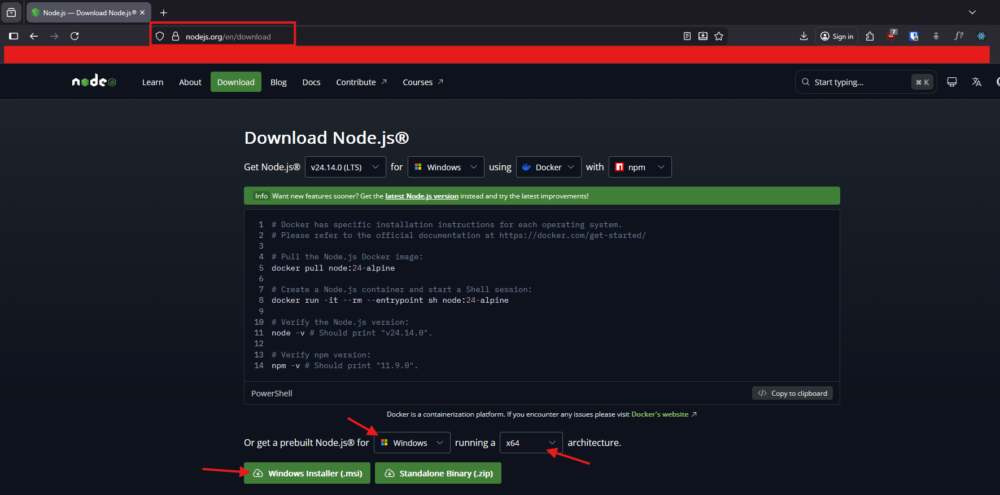 Node.js — Download Node.js®
nodejs.org/en/download
Sign in
7
f?
node JS
Learn
About
Download
Blog
Docs
Contribute
Courses
Start typing...
⌘ K
Download Node.js®
Get Node.js® v24.14.0 (LTS) for Windows using Docker with npm
Info Want new features sooner? Get the latest Node.js version instead and try the latest improvements!
1 # Docker has specific installation instructions for each operating system.
2 # Please refer to the official documentation at https://docker.com/get-started/
3
4 # Pull the Node.js Docker image:
5 docker pull node:24-alpine
6
7 # Create a Node.js container and start a Shell session:
8 docker run -it --rm --entrypoint sh node:24-alpine
9
10 # Verify the Node.js version:
11 node -v # Should print "v24.14.0".
12
13 # Verify npm version:
14 npm -v # Should print "11.9.0".
PowerShell
Copy to clipboard
Docker is a containerization platform. If you encounter any issues please visit Docker's website
Or get a prebuilt Node.js® for Windows running a x64 architecture.
Windows Installer (.msi)
Standalone Binary (.zip)